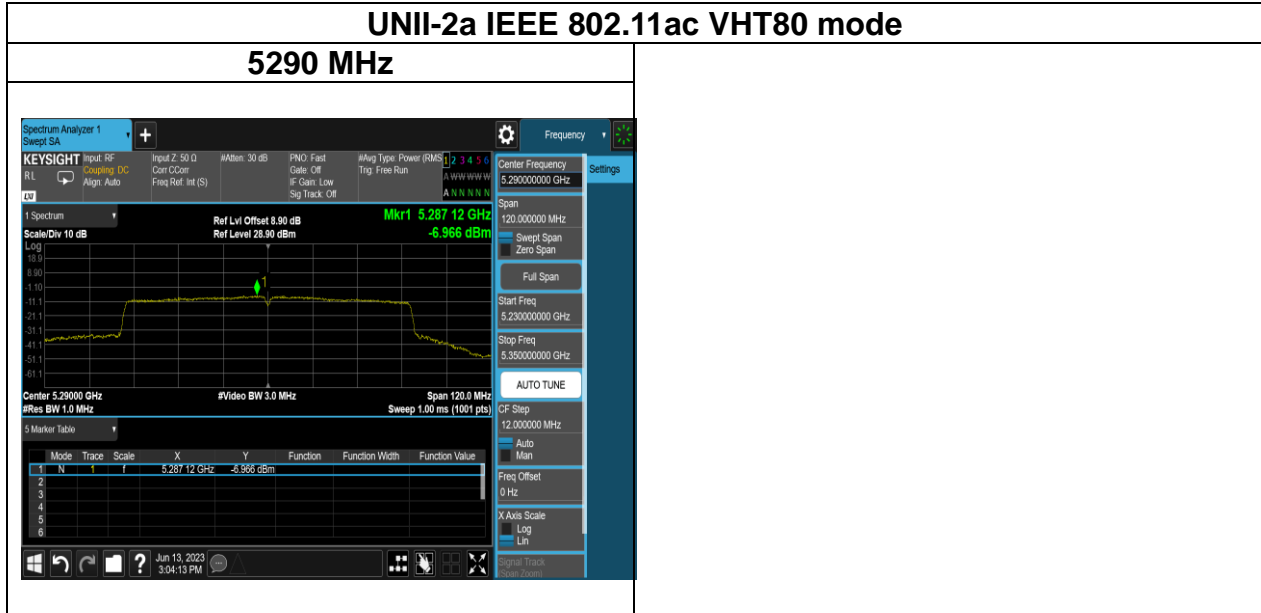 UNII-2a IEEE 802.11ac VHT80 mode
5290 MHz
Spectrum Analyzer 1
Swept SA
+
Frequency
KEYSIGHT
RL
LXI
Input: RF
Coupling: DC
Align: Auto
Input Z: 50 Ω
Corr CCorr
Freq Ref: Int (S)
#Atten: 30 dB
PNO: Fast
Gate: Off
IF Gain: Low
Sig Track: Off
#Avg Type: Power (RMS
Trig: Free Run
1 2 3 4 5 6
A W W W W W
A N N N N N
Center Frequency
5.290000000 GHz
Settings
1 Spectrum
Scale/Div 10 dB
Ref Lvl Offset 8.90 dB
Ref Level 28.90 dBm
Mkr1 5.287 12 GHz
-6.966 dBm
Span
120.000000 MHz
Swept Span
Zero Span
Full Span
Log
18.9
8.90
-1.10
-11.1
-21.1
-31.1
-41.1
-51.1
-61.1
1
Start Freq
5.230000000 GHz
Stop Freq
5.350000000 GHz
AUTO TUNE
Center 5.29000 GHz
#Video BW 3.0 MHz
Span 120.0 MHz
#Res BW 1.0 MHz
Sweep 1.00 ms (1001 pts)
CF Step
12.000000 MHz
Auto
Man
5 Marker Table
Mode Trace Scale X Y Function Function Width Function Value
1 N 1 f 5.287 12 GHz -6.966 dBm
2
3
4
5
6
Freq Offset
0 Hz
X Axis Scale
Log
Lin
Signal Track
(Span Zoom)
?
Jun 13, 2023
3:04:13 PM